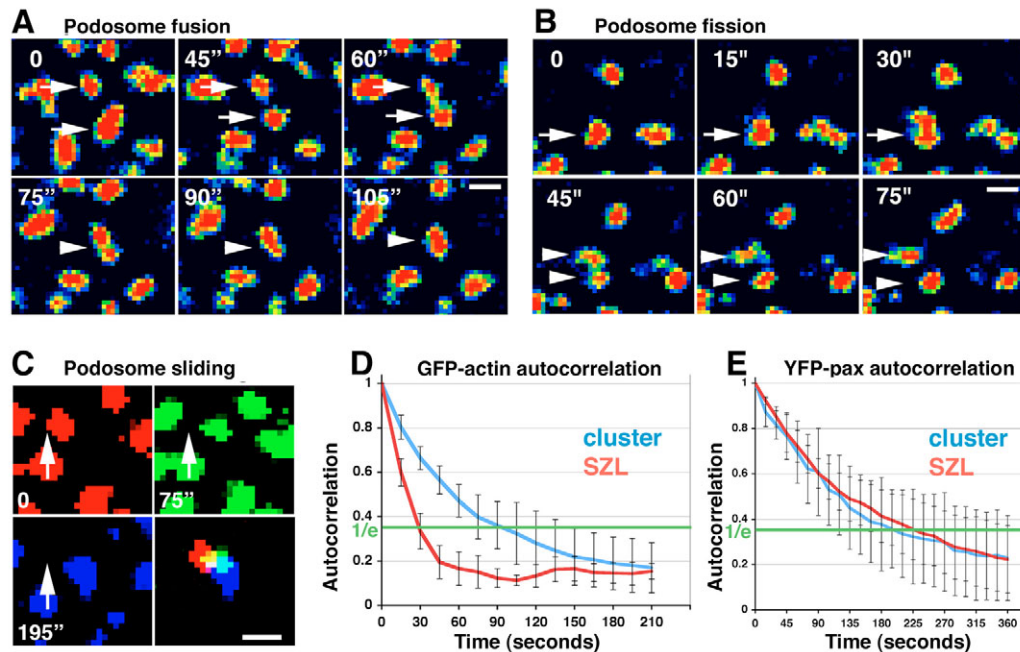 A Podosome fusion
0 45” 60”
75” 90” 105”
B Podosome fission
0 15" 30"
45" 60" 75"
C Podosome sliding
0 75”
195”
D GFP-actin autocorrelation
Autocorrelation
1
0.8
0.6
0.4
1/e
0.2
0
cluster
SZL
0 30 60 90 120 150 180 210
Time (seconds)
E YFP-pax autocorrelation
Autocorrelation
1
0.8
0.6
0.4
1/e
0.2
0
cluster
SZL
0 45 90 135 180 225 270 315 360
Time (seconds)